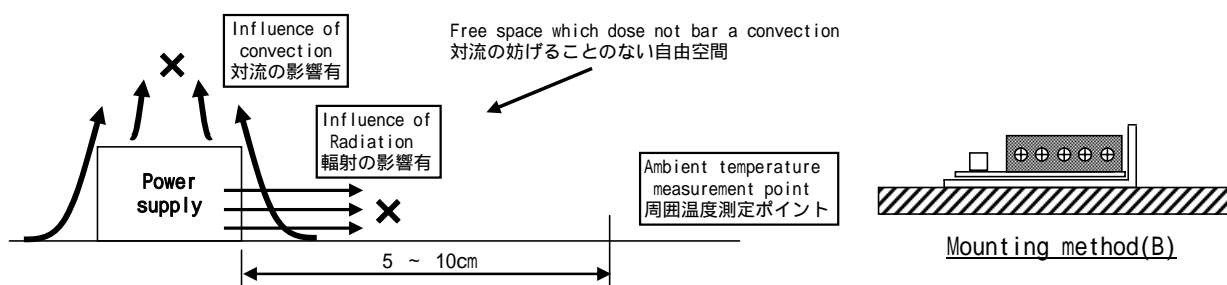 Influence of
convection
対流の影響有
Free space which dose not bar a convection
対流の妨げることのない自由空間
Influence of
Radiation
輻射の影響有
Power
supply
Ambient temperature
measurement point
周囲温度測定ポイント
5 ~ 10cm
Mounting method(B)